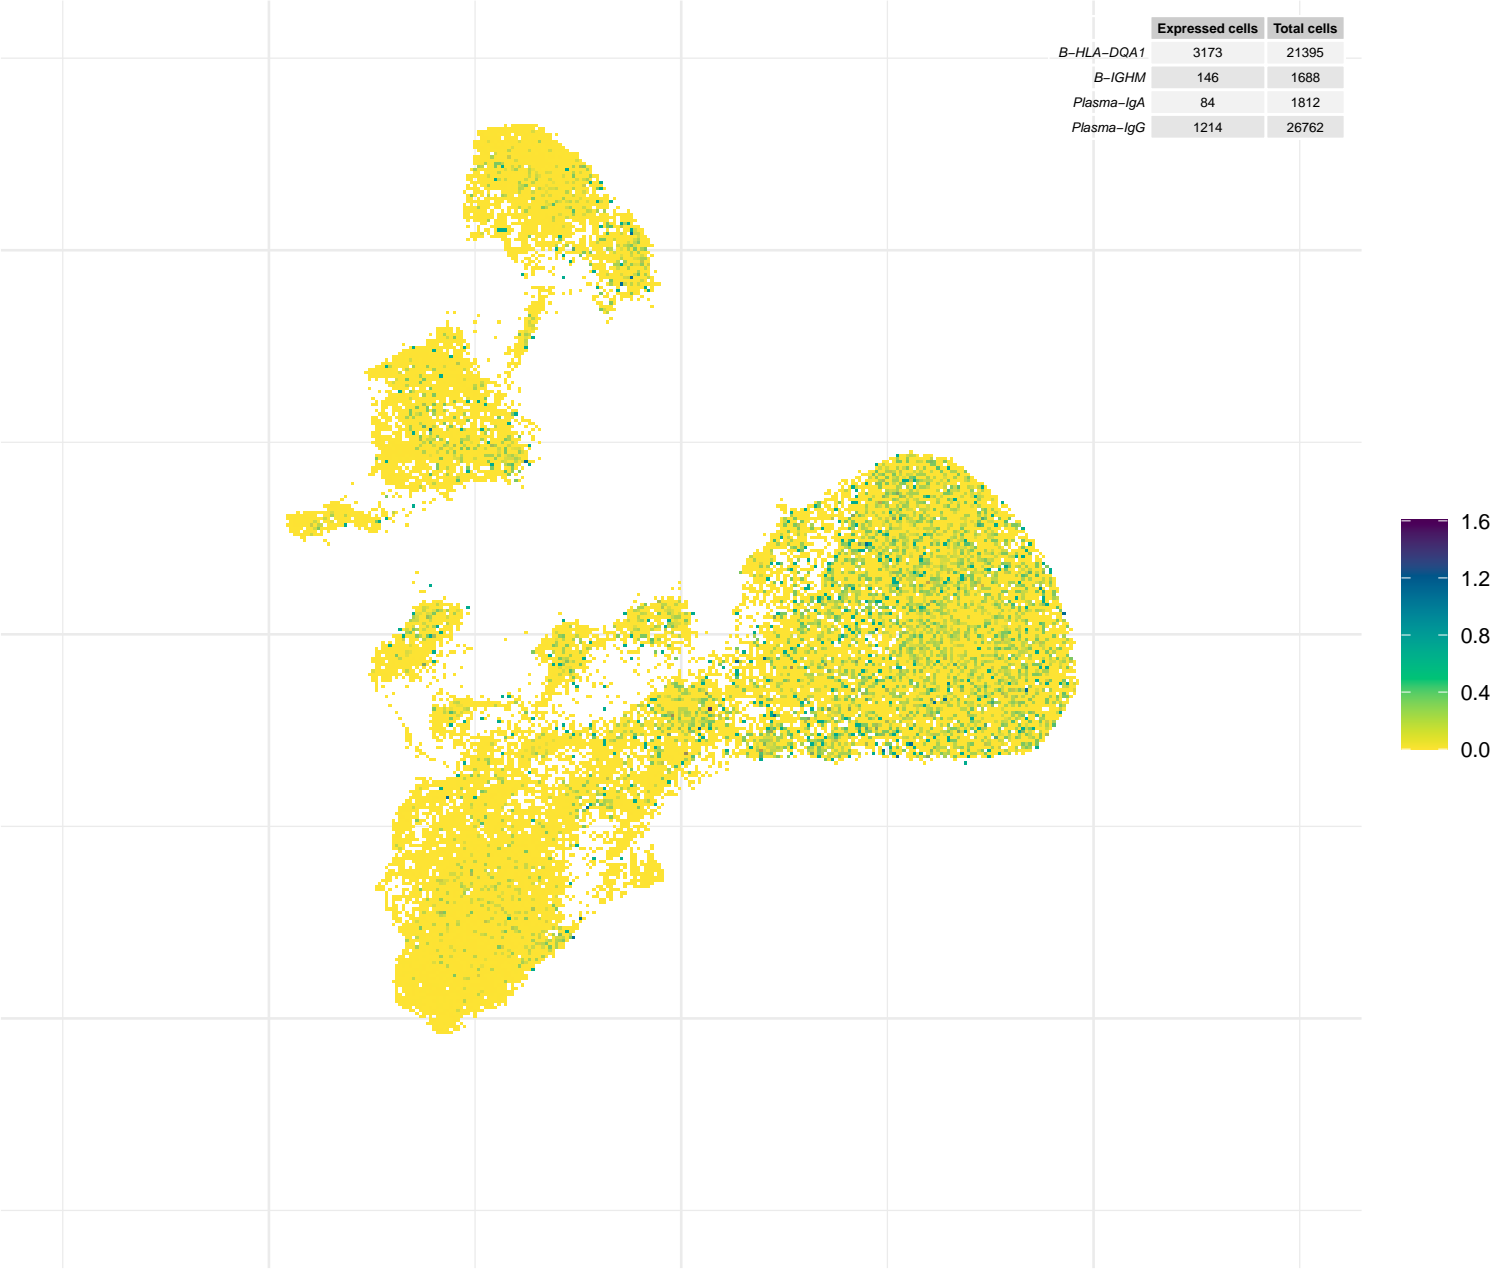 Expressed cells Total cells
B−HLA−DQA1 3173 21395
B−IGHM 146 1688
Plasma−IgA 84 1812
Plasma−IgG 1214 26762
1.6
1.2
0.8
0.4
0.0